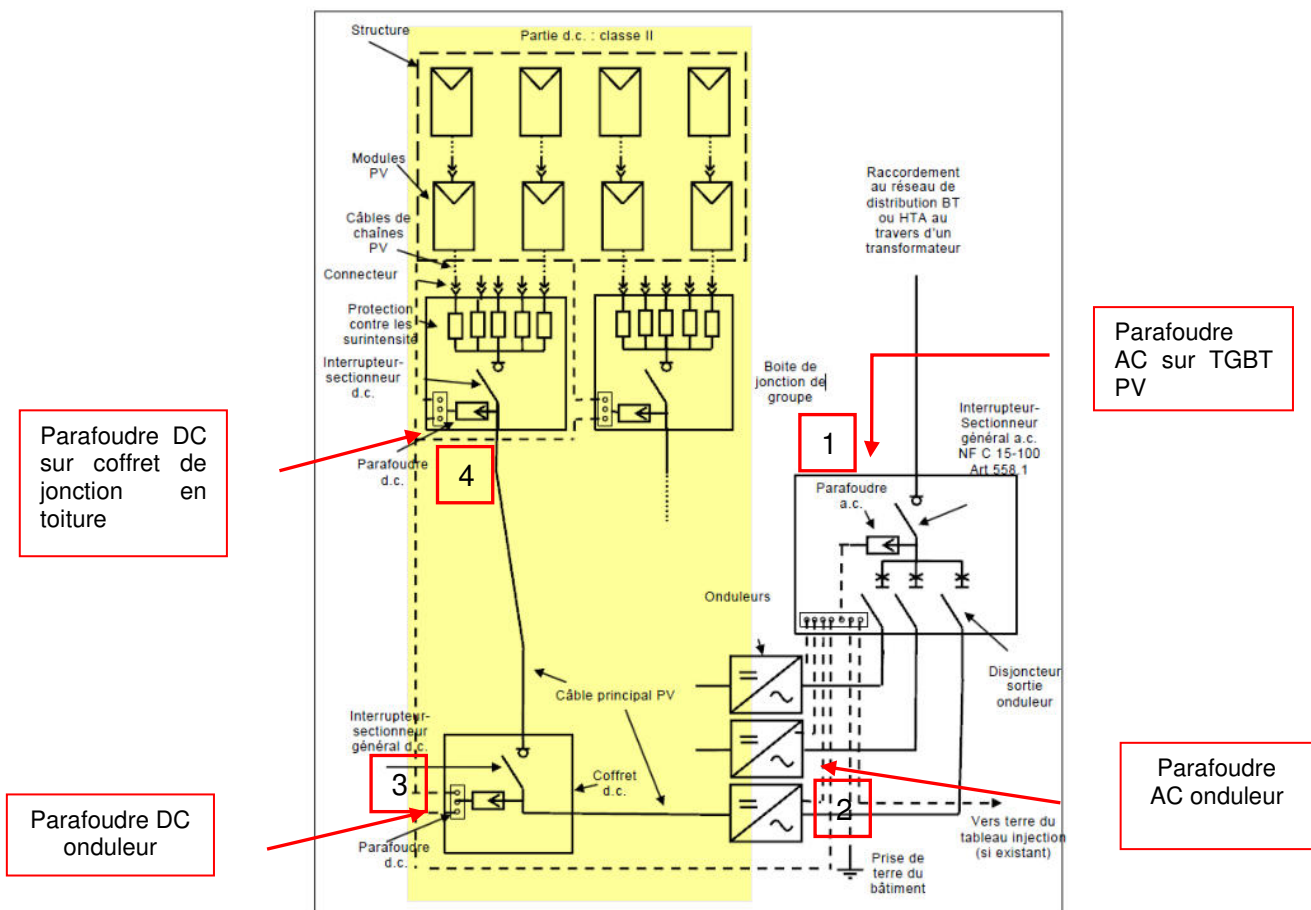 Structure
Partie d.c. : classe II
Modules
PV
Câbles de
chaînes
PV
Connecteur
Protection
contre les
surintensité
Interrupteur-
sectionneur
d.c.
Parafoudre
d.c.
4
Parafoudre DC
sur coffret de
jonction en
toiture
Raccordement
au réseau de
distribution BT
ou HTA au
travers d'un
transformateur
Boite de
jonction de
groupe
1
Parafoudre
AC sur TGBT
PV
Interrupteur-
Sectionneur
général a.c.
NF C 15-100
Art 558.1
Parafoudre
a.c.
Onduleurs
Disjoncteur
sortie
onduleur
Câble principal PV
Interrupteur-
sectionneur
général d.c.
3
Coffret
d.c.
Parafoudre
d.c.
Parafoudre DC
onduleur
2
Parafoudre
AC onduleur
Vers terre du
tableau injection
(si existant)
Prise de
terre du
bâtiment